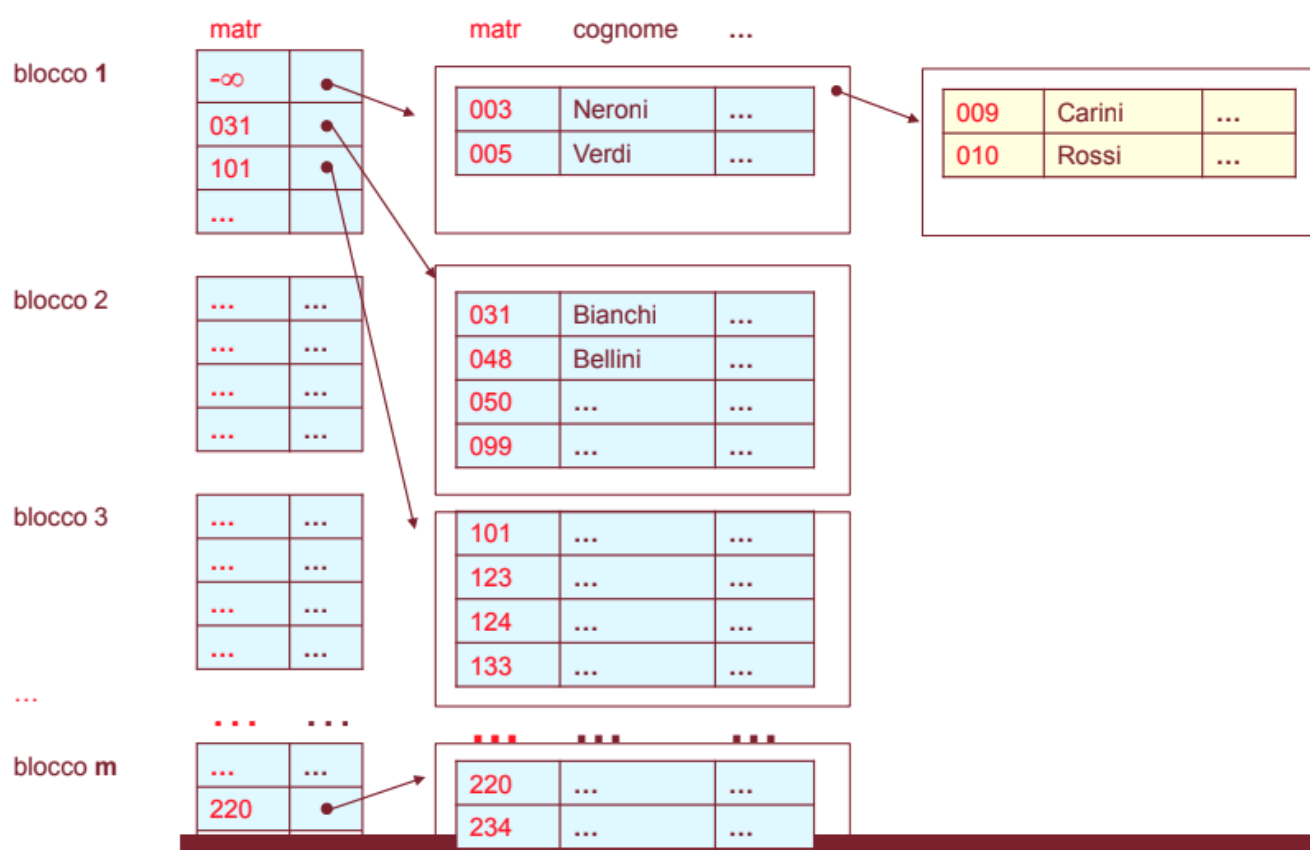 matr matr cognome ...
blocco 1
-∞
031
101
...
003 Neroni ...
005 Verdi ...
009 Carini ...
010 Rossi ...
blocco 2
... ...
... ...
... ...
... ...
031 Bianchi ...
048 Bellini ...
050 ... ...
099 ... ...
blocco 3
... ...
... ...
... ...
... ...
101 ... ...
123 ... ...
124 ... ...
133 ... ...
...
... ... ... ... ...
blocco m
... ...
220
220 ... ...
234 ... ...